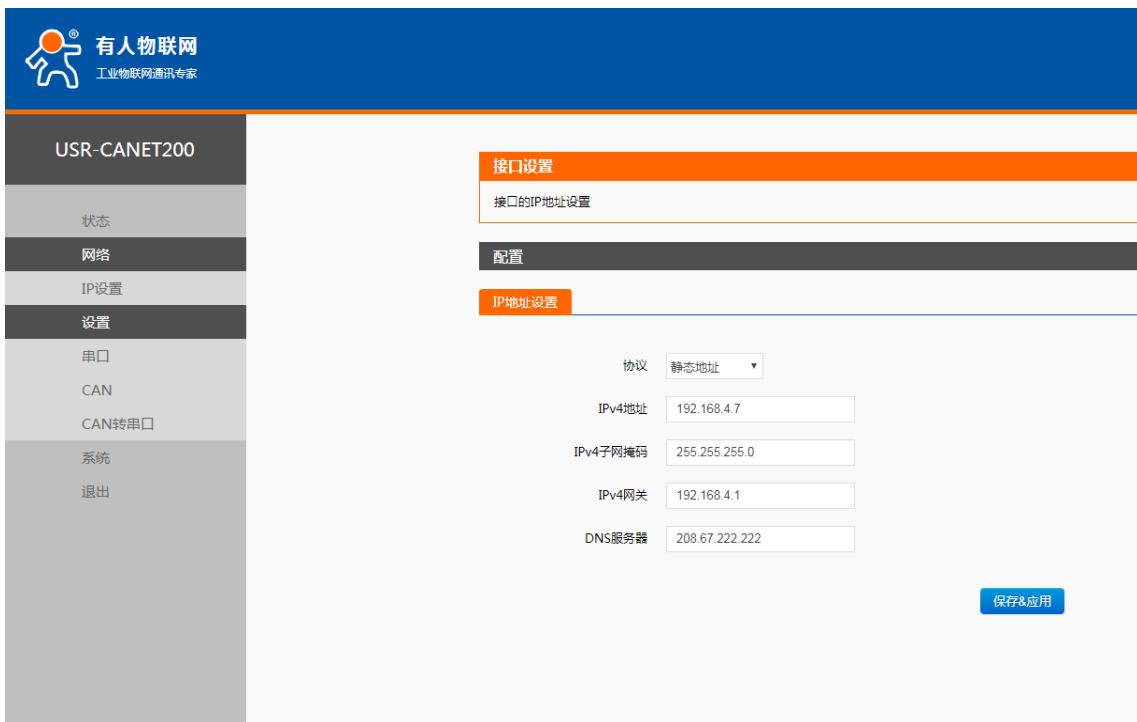 有人物联网
®
工业物联网通讯专家
USR-CANET200
状态
网络
IP设置
设置
串口
CAN
CAN转串口
系统
退出
接口设置
接口的IP地址设置
配置
IP地址设置
协议 静态地址
IPv4地址 192.168.4.7
IPv4子网掩码 255.255.255.0
IPv4网关 192.168.4.1
DNS服务器 208.67.222.222
保存&应用